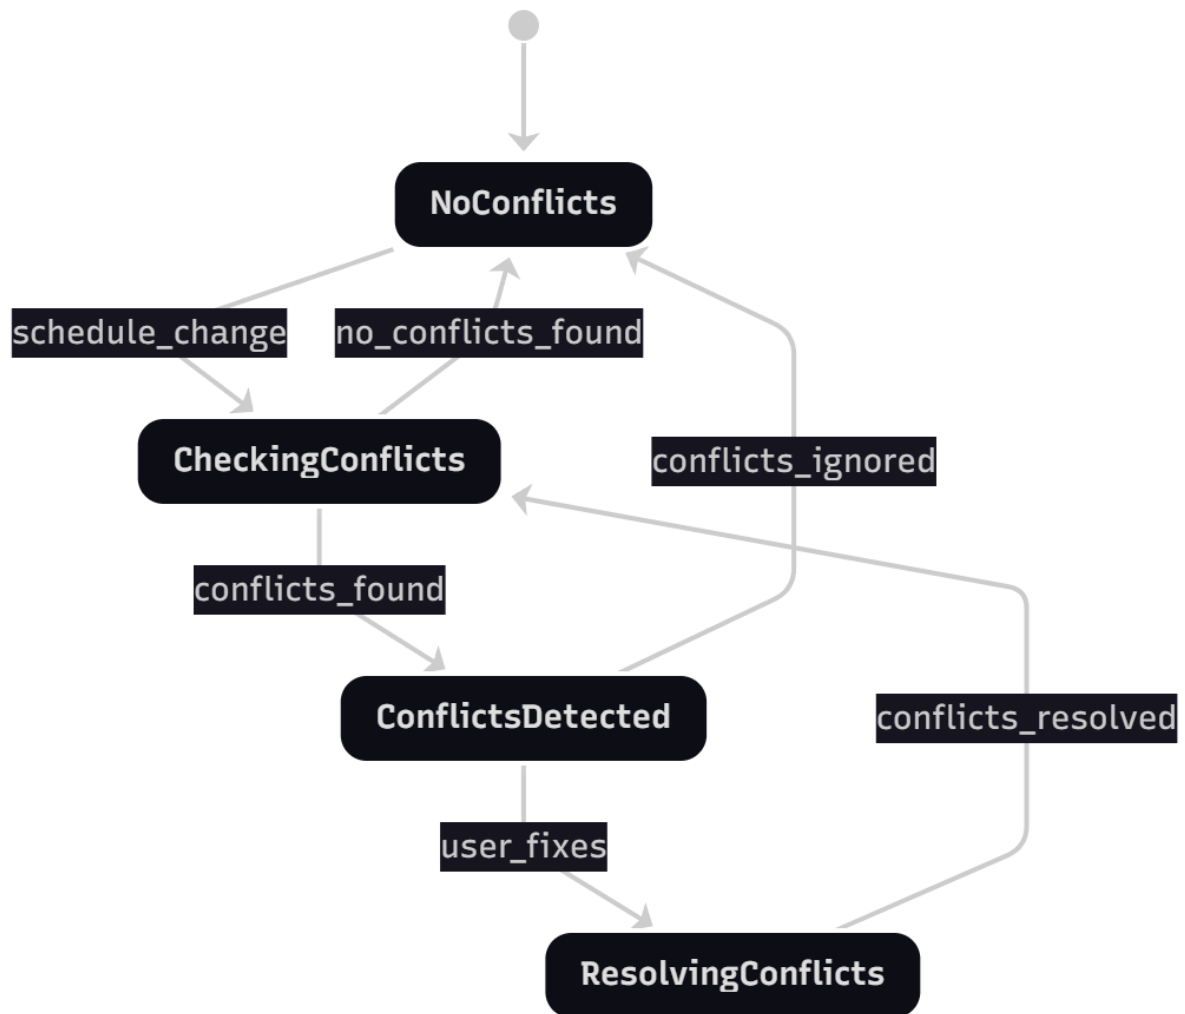 NoConflicts
schedule_change
no_conflicts_found
CheckingConflicts
conflicts_ignored
conflicts_found
ConflictsDetected
conflicts_resolved
user_fixes
ResolvingConflicts